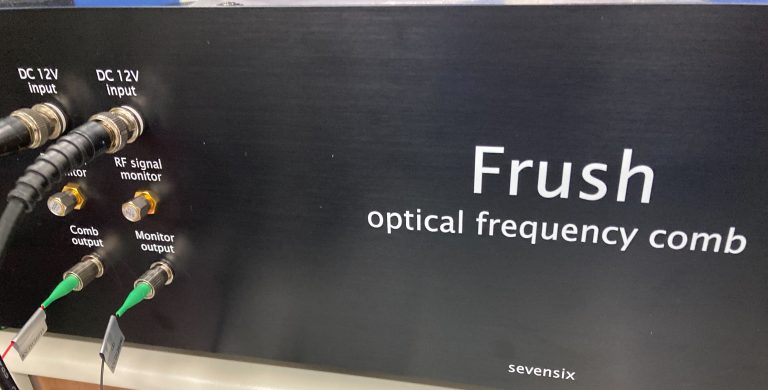 DC 12V
input
DC 12V
input
RF signal
monitor
Comb
output
Monitor
output
Frush
optical frequency comb
sevensix